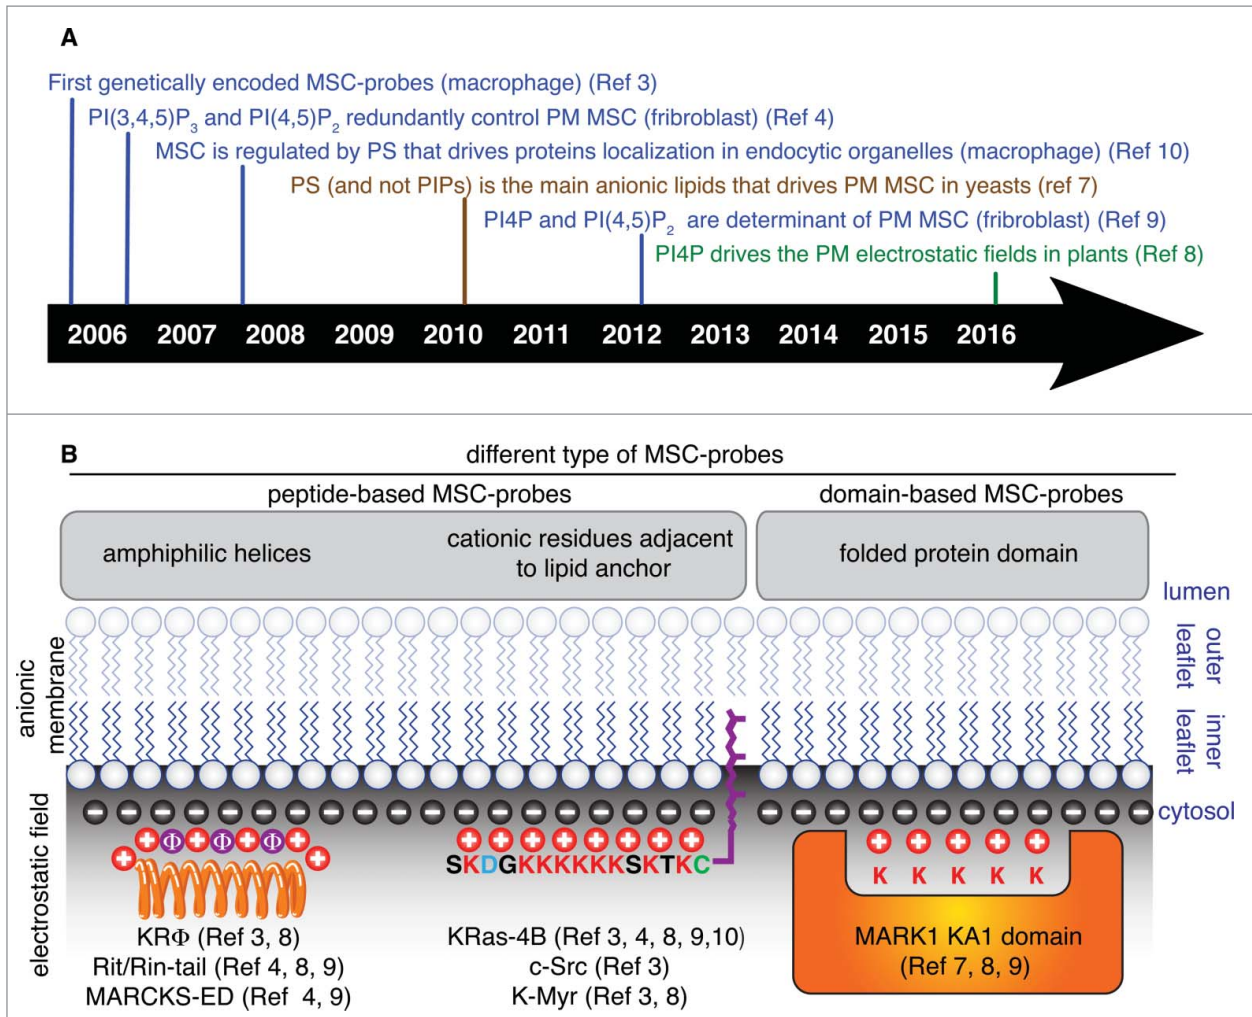 A
First genetically encoded MSC-probes (macrophage) (Ref 3)
PI(3,4,5)P3 and PI(4,5)P2 redundantly control PM MSC (fribroblast) (Ref 4)
MSC is regulated by PS that drives proteins localization in endocytic organelles (macrophage) (Ref 10)
PS (and not PIPs) is the main anionic lipids that drives PM MSC in yeasts (ref 7)
PI4P and PI(4,5)P2 are determinant of PM MSC (fribroblast) (Ref 9)
PI4P drives the PM electrostatic fields in plants (Ref 8)
2006 2007 2008 2009 2010 2011 2012 2013 2014 2015 2016
B
different type of MSC-probes
peptide-based MSC-probes
domain-based MSC-probes
amphiphilic helices
cationic residues adjacent
to lipid anchor
folded protein domain
lumen
outer
leaflet
inner
leaflet
cytosol
anionic
membrane
electrostatic field
Φ Φ Φ
SKDGKKKKKKSKTKC
K K K K K
KRΦ (Ref 3, 8)
Rit/Rin-tail (Ref 4, 8, 9)
MARCKS-ED (Ref 4, 9)
KRas-4B (Ref 3, 4, 8, 9,10)
c-Src (Ref 3)
K-Myr (Ref 3, 8)
MARK1 KA1 domain
(Ref 7, 8, 9)